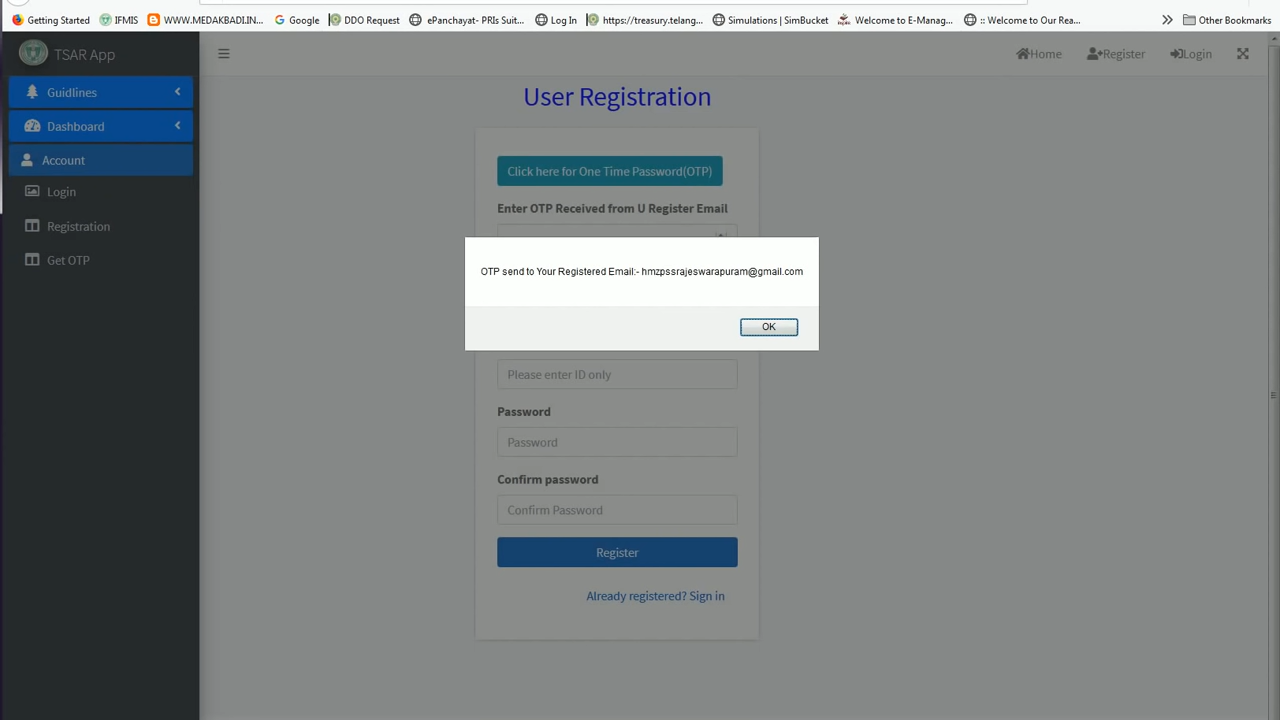 Getting Started IFMIS WWW.MEDAKBADI.IN... Google DDO Request ePanchayat- PRIs Suit... Log In https://treasury.telang... Simulations | SimBucket Welcome to E-Manag... :: Welcome to Our Rea... Other Bookmarks
TSAR App
Home Register Login
Guidlines
Dashboard
Account
Login
Registration
Get OTP
User Registration
Click here for One Time Password(OTP)
Enter OTP Received from U Register Email
OTP send to Your Registered Email:- hmzpssrajeswarapuram@gmail.com
OK
Please enter ID only
Password
Password
Confirm password
Confirm Password
Register
Already registered? Sign in